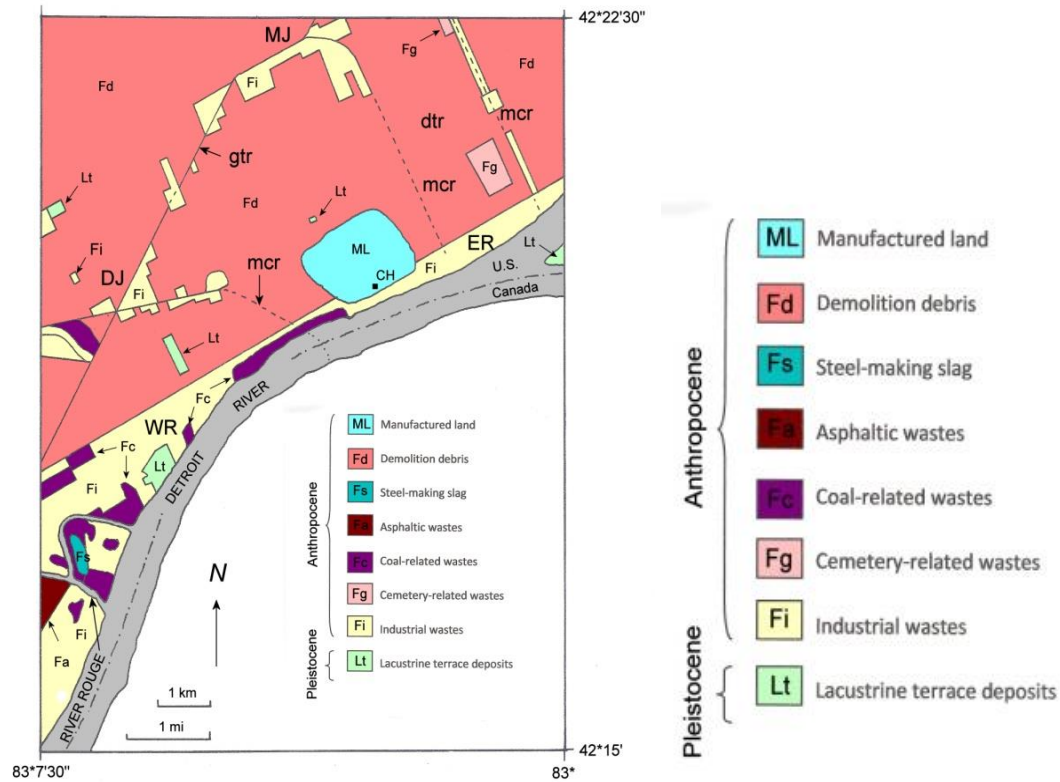 42*22'30"
MJ
Fg
Fd
Fd
Fi
dtr
mcr
gtr
Fg
Lt
mcr
Fd
Lt
ML
ER
Lt
Fi
DJ
mcr
CH
Fi
U.S.
Fi
Canada
Lt
Fc
RIVER
WR
Fc
Lt
DETROIT
Fi
Fs
Fi
Fa
RIVER ROUGE
N
1 km
1 mi
Anthropocene
ML Manufactured land
Fd Demolition debris
Fs Steel-making slag
Fa Asphaltic wastes
Fc Coal-related wastes
Fg Cemetery-related wastes
Fi Industrial wastes
Pleistocene
Lt Lacustrine terrace deposits
42*15'
83*7'30"
83*
Anthropocene
ML Manufactured land
Fd Demolition debris
Fs Steel-making slag
Fa Asphaltic wastes
Fc Coal-related wastes
Fg Cemetery-related wastes
Fi Industrial wastes
Pleistocene
Lt Lacustrine terrace deposits